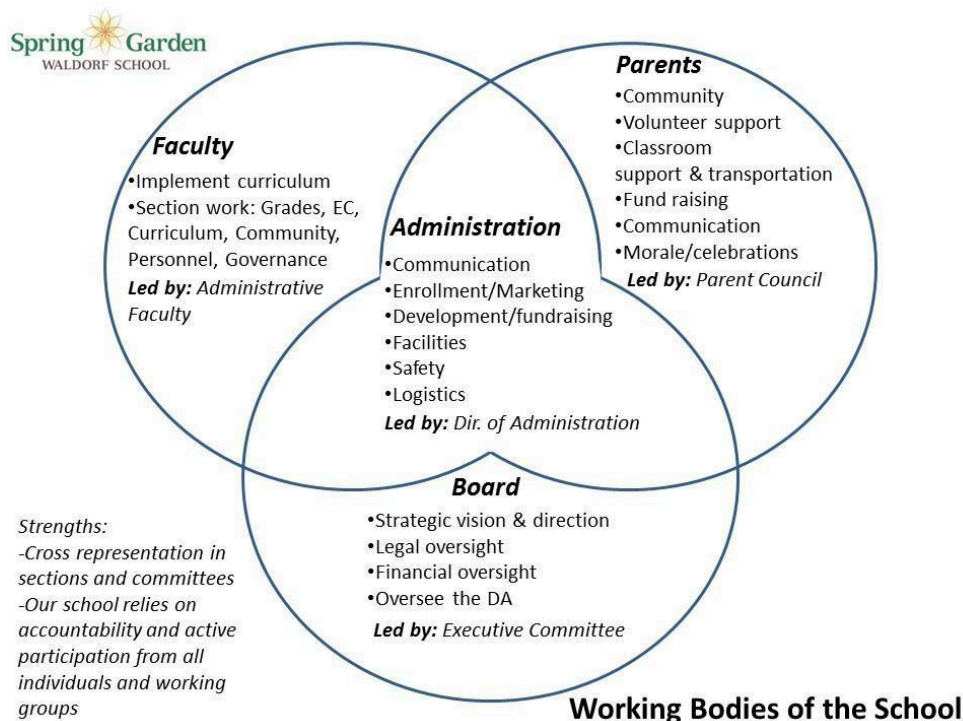 Spring Garden
WALDORF SCHOOL
Faculty
•Implement curriculum
•Section work: Grades, EC,
Curriculum, Community,
Personnel, Governance
Led by: Administrative
Faculty
Parents
•Community
•Volunteer support
•Classroom
support & transportation
•Fund raising
•Communication
•Morale/celebrations
Led by: Parent Council
Administration
•Communication
•Enrollment/Marketing
•Development/fundraising
•Facilities
•Safety
•Logistics
Led by: Dir. of Administration
Board
•Strategic vision & direction
•Legal oversight
•Financial oversight
•Oversee the DA
Led by: Executive Committee
Strengths:
-Cross representation in
sections and committees
-Our school relies on
accountability and active
participation from all
individuals and working
groups
Working Bodies of the School